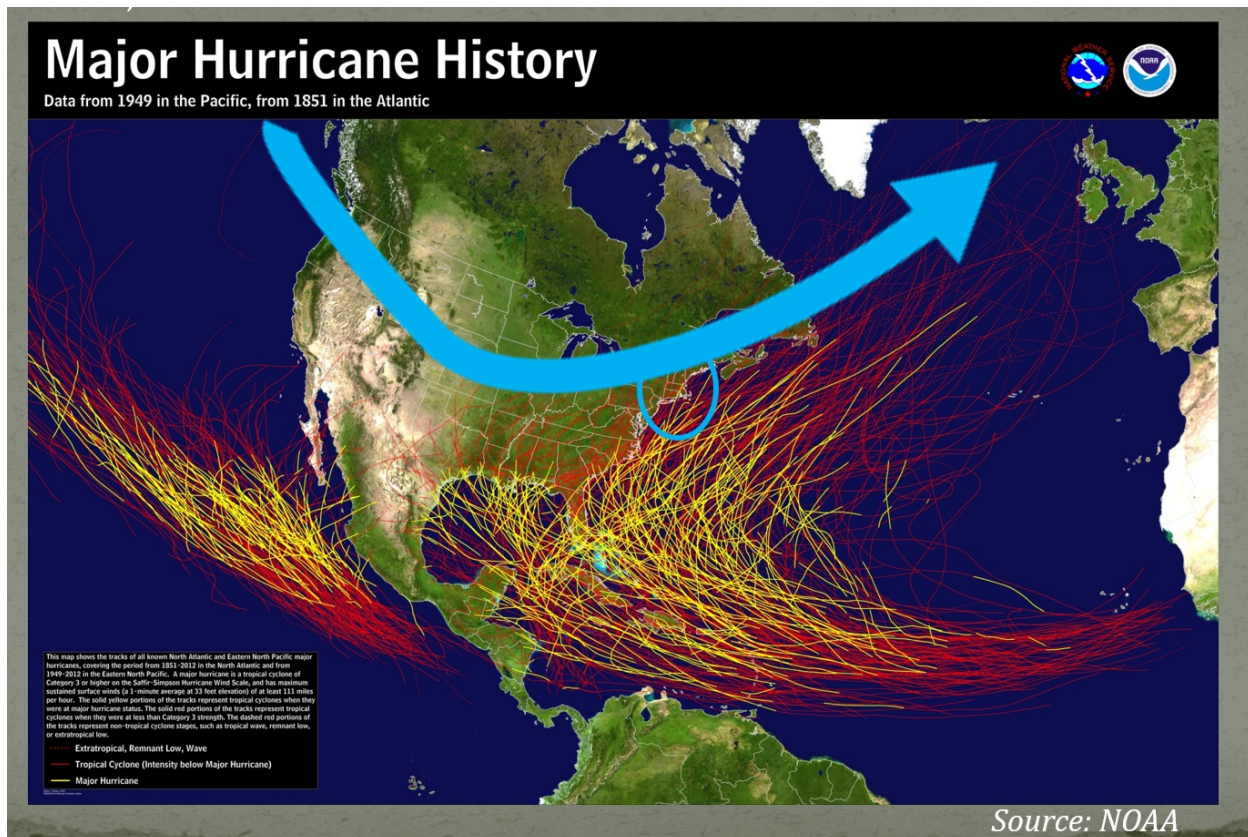 Major Hurricane History
Data from 1949 in the Pacific, from 1851 in the Atlantic
NATIONAL WEATHER SERVICE
NOAA
This map shows the tracks of all known North Atlantic and Eastern North Pacific major
hurricanes, covering the period from 1851-2012 in the North Atlantic and from
1949-2012 in the Eastern North Pacific. A major hurricane is a tropical cyclone of
Category 3 or higher on the Saffir-Simpson Hurricane Wind Scale, and has maximum
sustained surface winds (a 1-minute average at 33 feet elevation) of at least 111 miles
per hour. The solid yellow portions of the tracks represent tropical cyclones when they
were at major hurricane status. The solid red portions of the tracks represent tropical
cyclones when they were at less than Category 3 strength. The dashed red portions of
the tracks represent non-tropical cyclone stages, such as tropical wave, remnant low,
or extratropical low.
Extratropical, Remnant Low, Wave
Tropical Cyclone (Intensity below Major Hurricane)
Major Hurricane
Source: NOAA